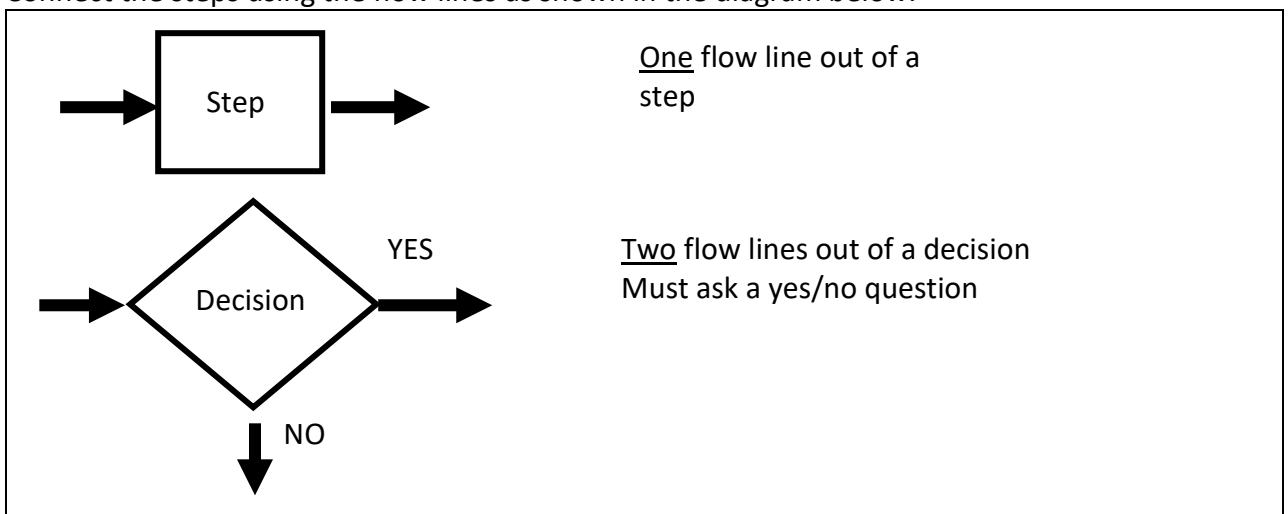 Connect the steps using the flow lines as shown in the diagram below.
Step
One flow line out of a
step
YES
Decision
Two flow lines out of a decision
Must ask a yes/no question
NO